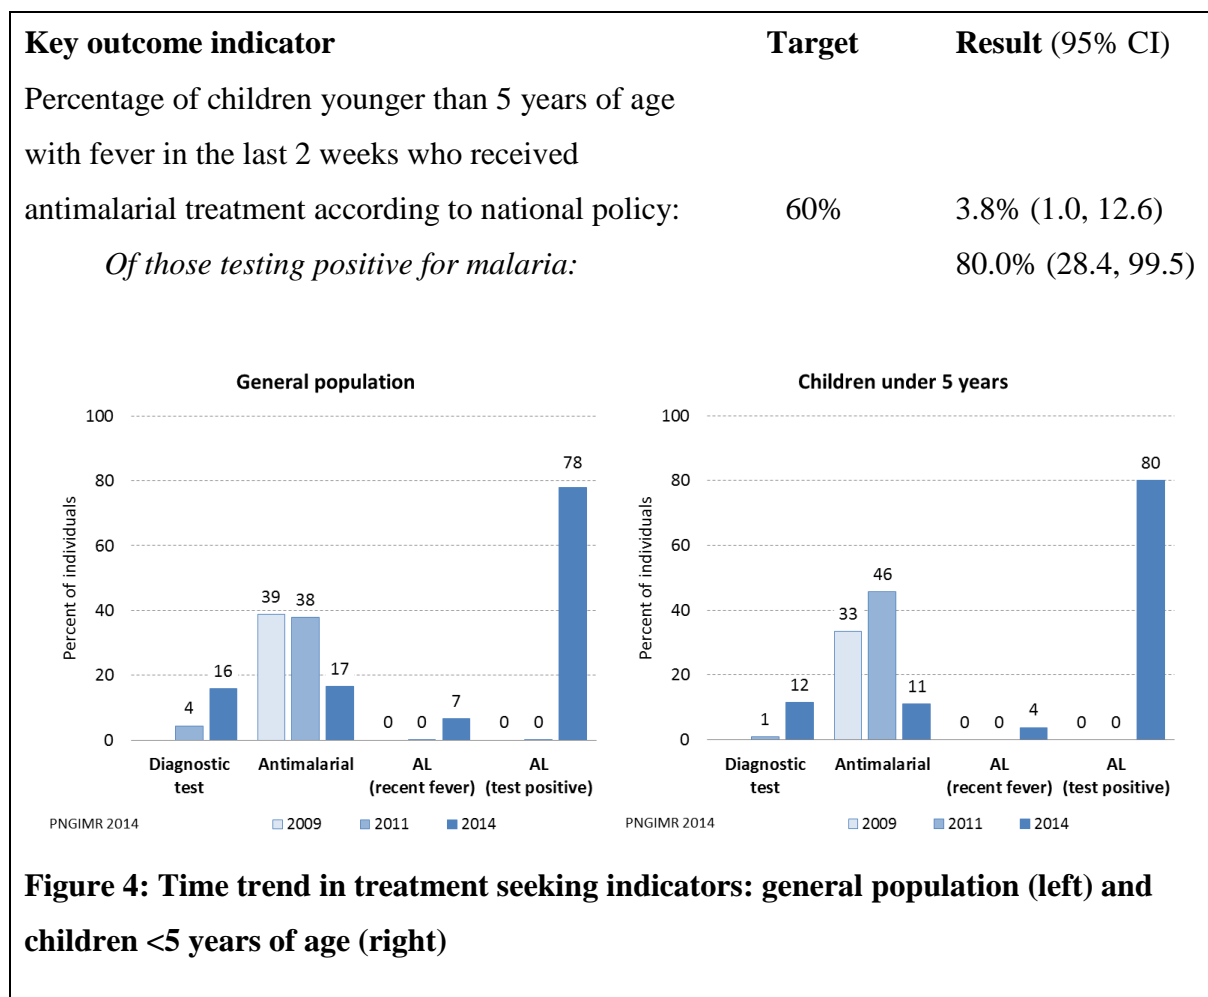 Key outcome indicator Target Result (95% CI)
Percentage of children younger than 5 years of age
with fever in the last 2 weeks who received
antimalarial treatment according to national policy: 60% 3.8% (1.0, 12.6)
Of those testing positive for malaria: 80.0% (28.4, 99.5)
General population
Percent of individuals
100
80
60
40
20
0
4
16
39
38
17
0
0
7
0
0
78
Diagnostic
test
Antimalarial
AL
(recent fever)
AL
(test positive)
PNGIMR 2014
2009
2011
2014
Children under 5 years
Percent of individuals
100
80
60
40
20
0
1
12
33
46
11
0
0
4
0
0
80
Diagnostic
test
Antimalarial
AL
(recent fever)
AL
(test positive)
PNGIMR 2014
2009
2011
2014
Figure 4: Time trend in treatment seeking indicators: general population (left) and
children <5 years of age (right)